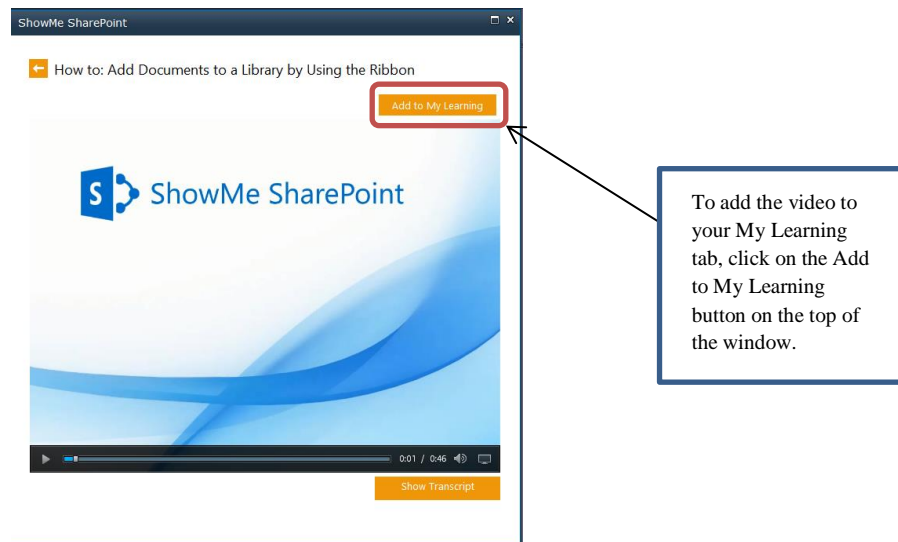 ShowMe SharePoint
How to: Add Documents to a Library by Using the Ribbon
Add to My Learning
S
ShowMe SharePoint
0:01 / 0:46
Show Transcript
To add the video to
your My Learning
tab, click on the Add
to My Learning
button on the top of
the window.